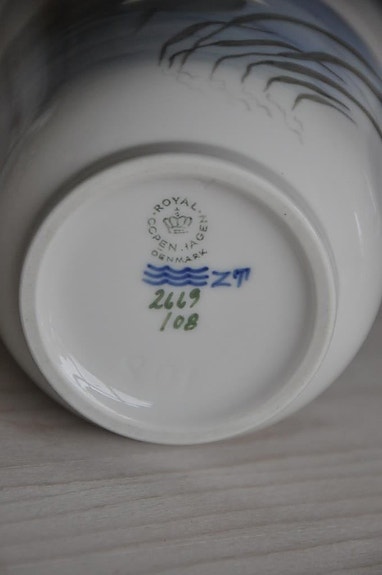 ROYAL
COPENHAGEN
DENMARK
2669
108